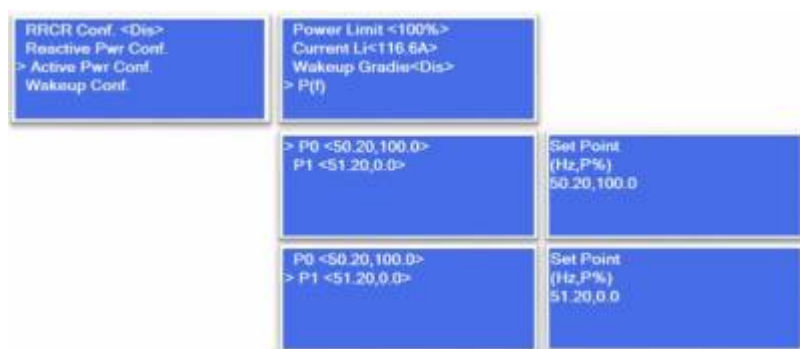 RRCR Conf. <Dis>
Reactive Pwr Conf.
> Active Pwr Conf.
Wakeup Conf.
Power Limit <100%>
Current Li<116.6A>
Wakeup Gradie<Dis>
> P(f)
> P0 <50.20,100.0>
P1 <51.20,0.0>
Set Point
(Hz,P%)
50.20,100.0
P0 <50.20,100.0>
> P1 <51.20,0.0>
Set Point
(Hz,P%)
51.20,0.0